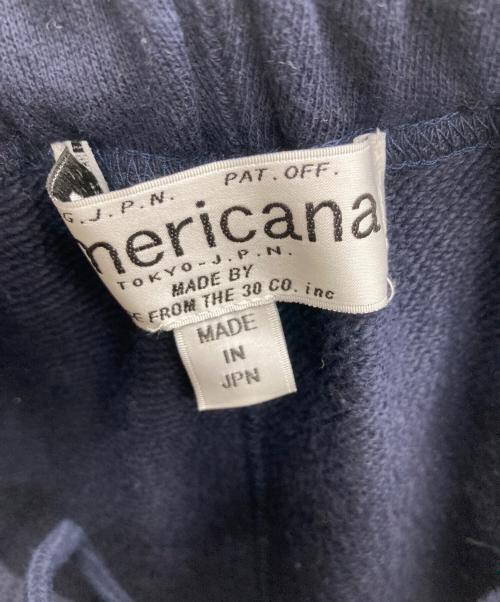 G.J.P.N. PAT. OFF.
mericana
TOKYO-J.P.N.
MADE BY
E FROM THE 30 CO. inc
MADE
IN
JPN